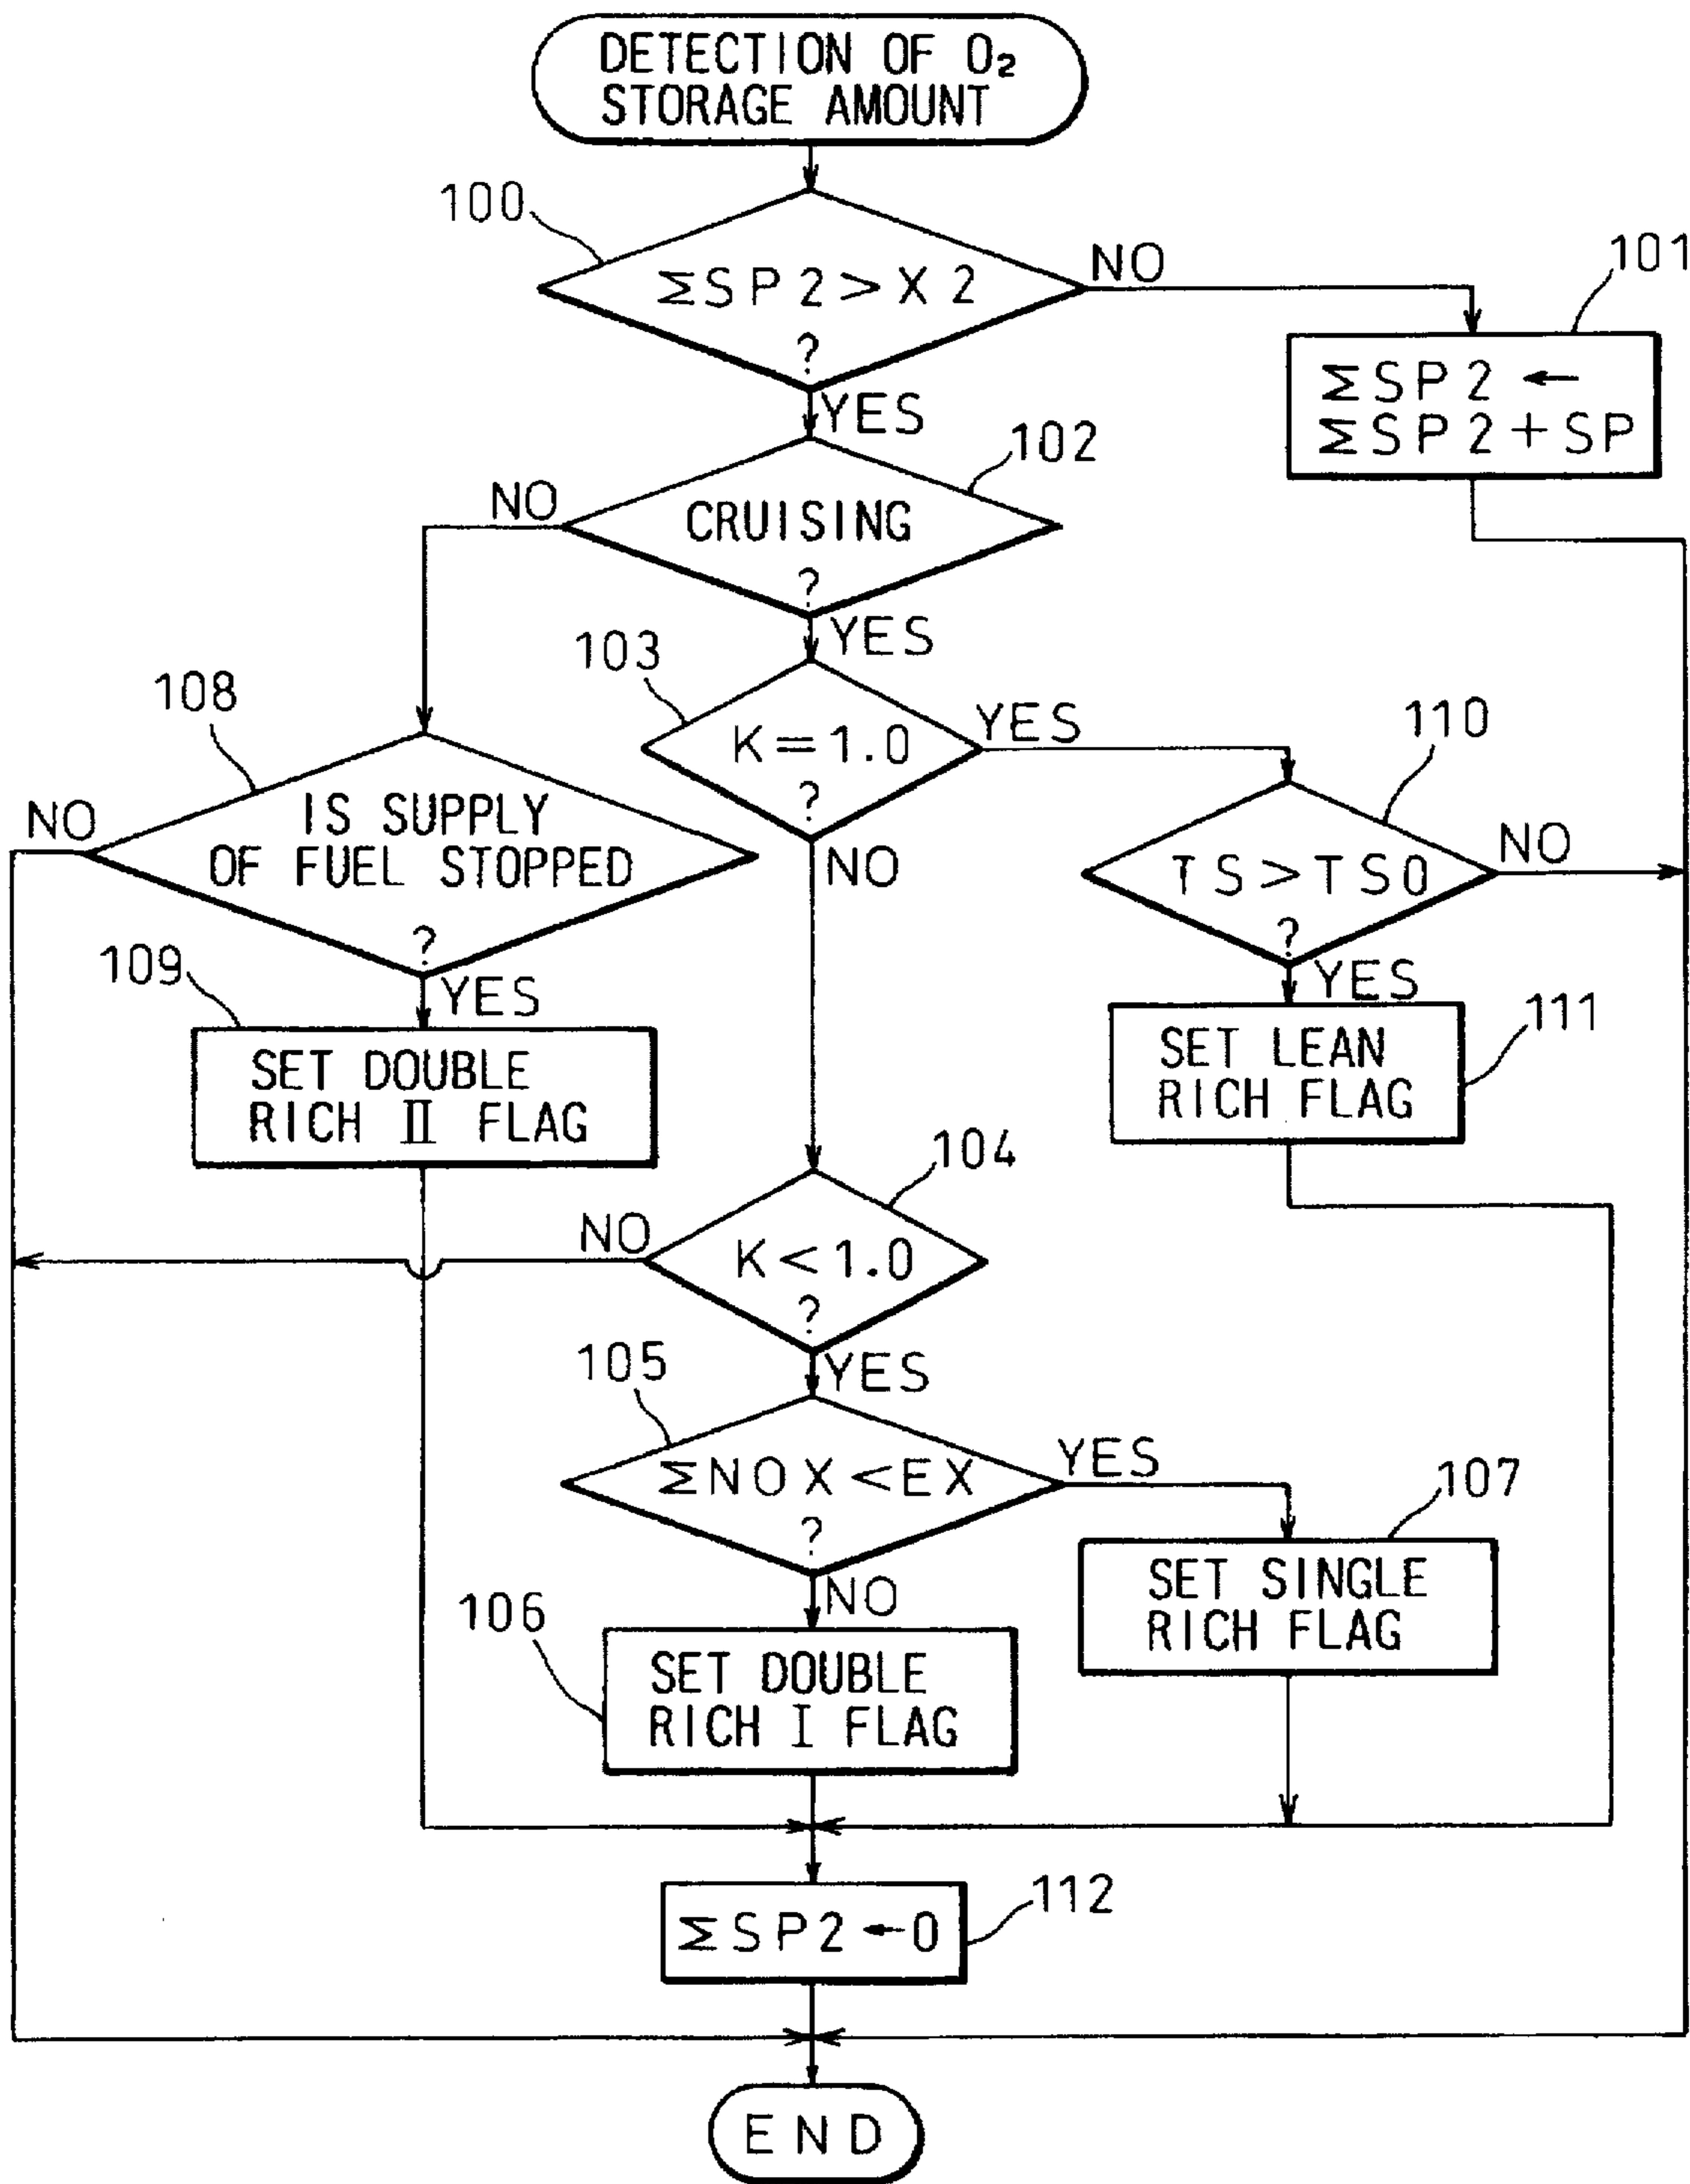 DETECTION OF O₂
STORAGE AMOUNT
100
ΣSP2>X2
?
NO
YES
101
ΣSP2 ←
ΣSP2+SP
102
CRUISING
?
NO
YES
103
K=1.0
?
YES
NO
108
IS SUPPLY
OF FUEL STOPPED
?
NO
YES
110
TS>TS0
?
NO
YES
109
SET DOUBLE
RICH II FLAG
111
SET LEAN
RICH FLAG
104
K<1.0
?
NO
YES
105
ΣNOX<EX
?
YES
NO
107
SET SINGLE
RICH FLAG
106
SET DOUBLE
RICH I FLAG
112
ΣSP2←0
END